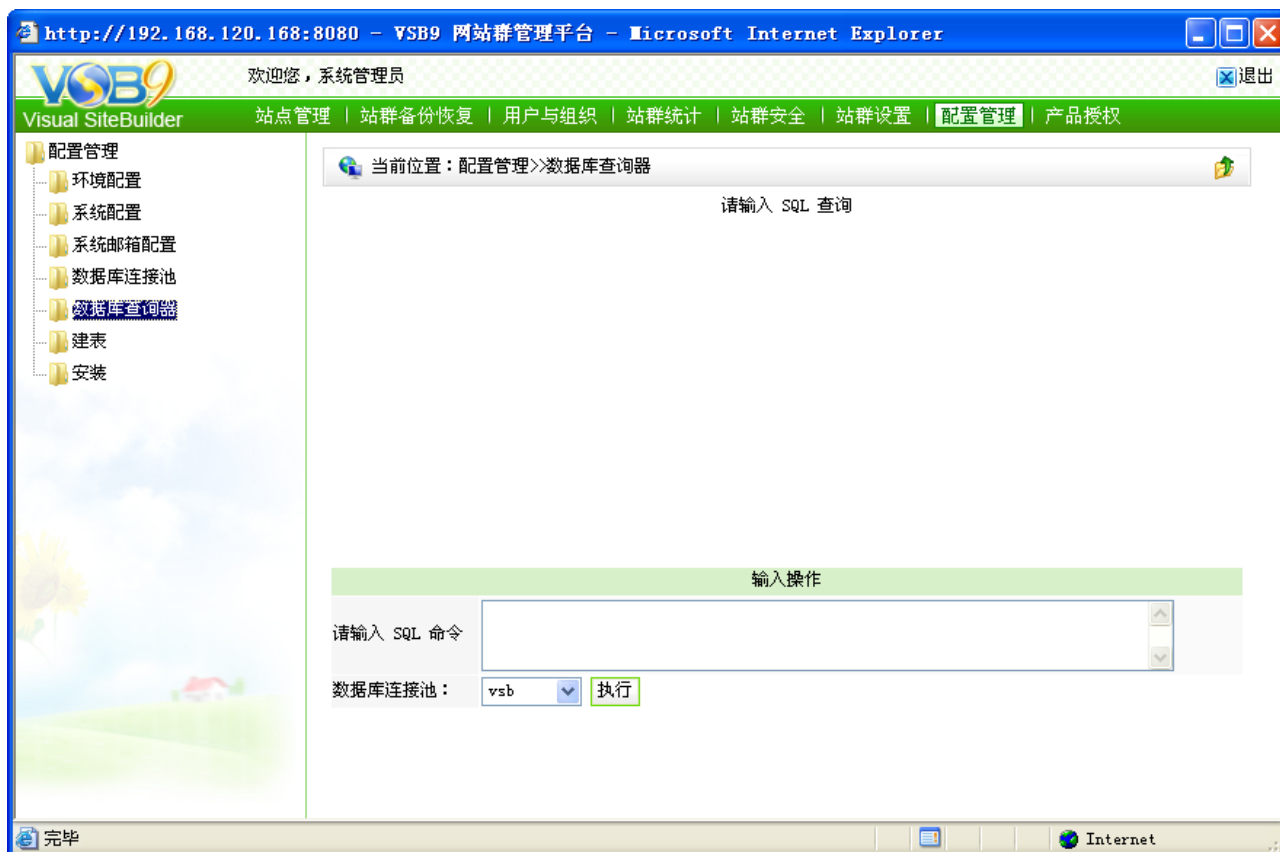 http://192.168.120.168:8080 - VSB9 网站群管理平台 - Microsoft Internet Explorer
VSB9
Visual SiteBuilder
欢迎您，系统管理员
退出
站点管理 | 站群备份恢复 | 用户与组织 | 站群统计 | 站群安全 | 站群设置 | 配置管理 | 产品授权
配置管理
环境配置
系统配置
系统邮箱配置
数据库连接池
数据库查询器
建表
安装
当前位置：配置管理>>数据库查询器
请输入 SQL 查询
输入操作
请输入 SQL 命令
数据库连接池：
vsb
执行
完毕
Internet